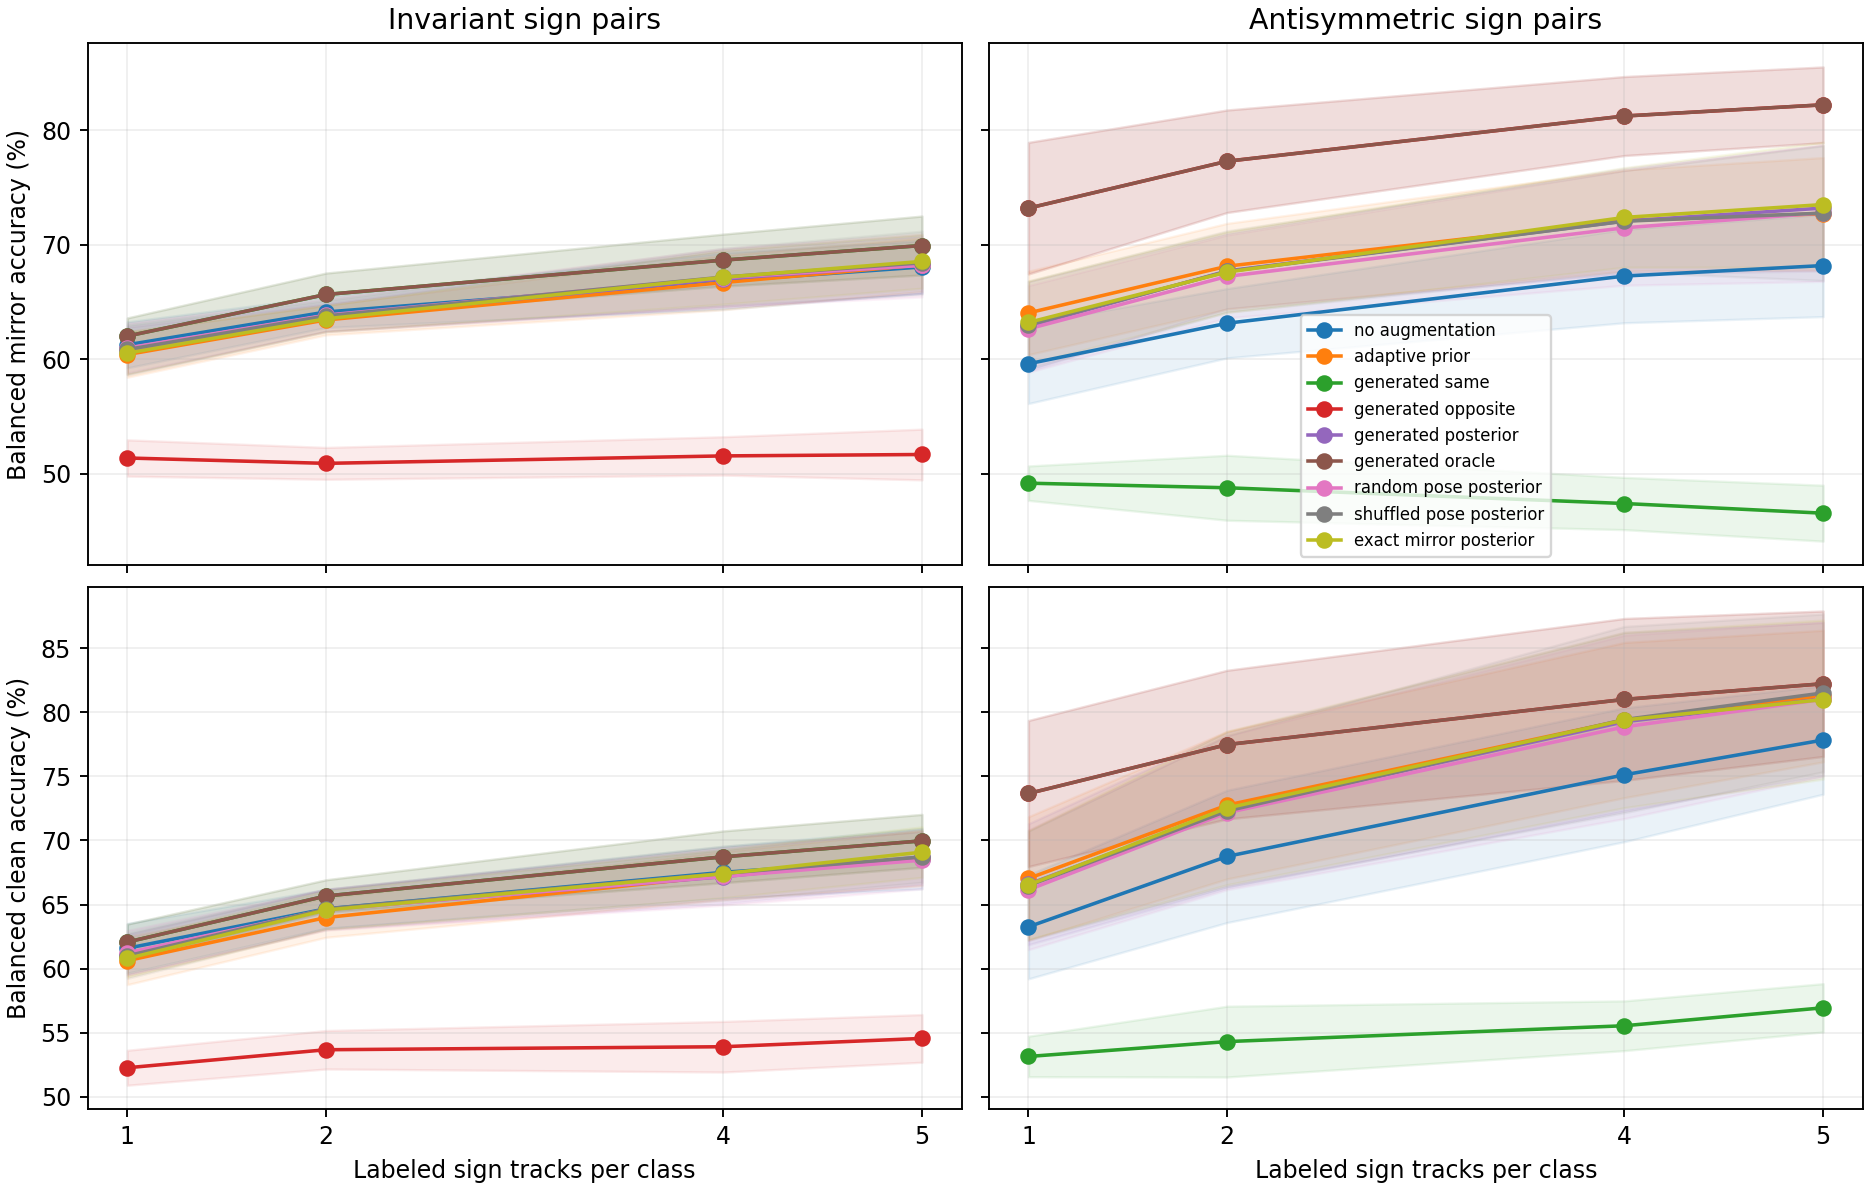 Invariant sign pairs
Antisymmetric sign pairs
Balanced mirror accuracy (%)
80
70
60
50
no augmentation
adaptive prior
generated same
generated opposite
generated posterior
generated oracle
random pose posterior
shuffled pose posterior
exact mirror posterior
Balanced clean accuracy (%)
85
80
75
70
65
60
55
50
1 2 4 5
1 2 4 5
Labeled sign tracks per class
Labeled sign tracks per class